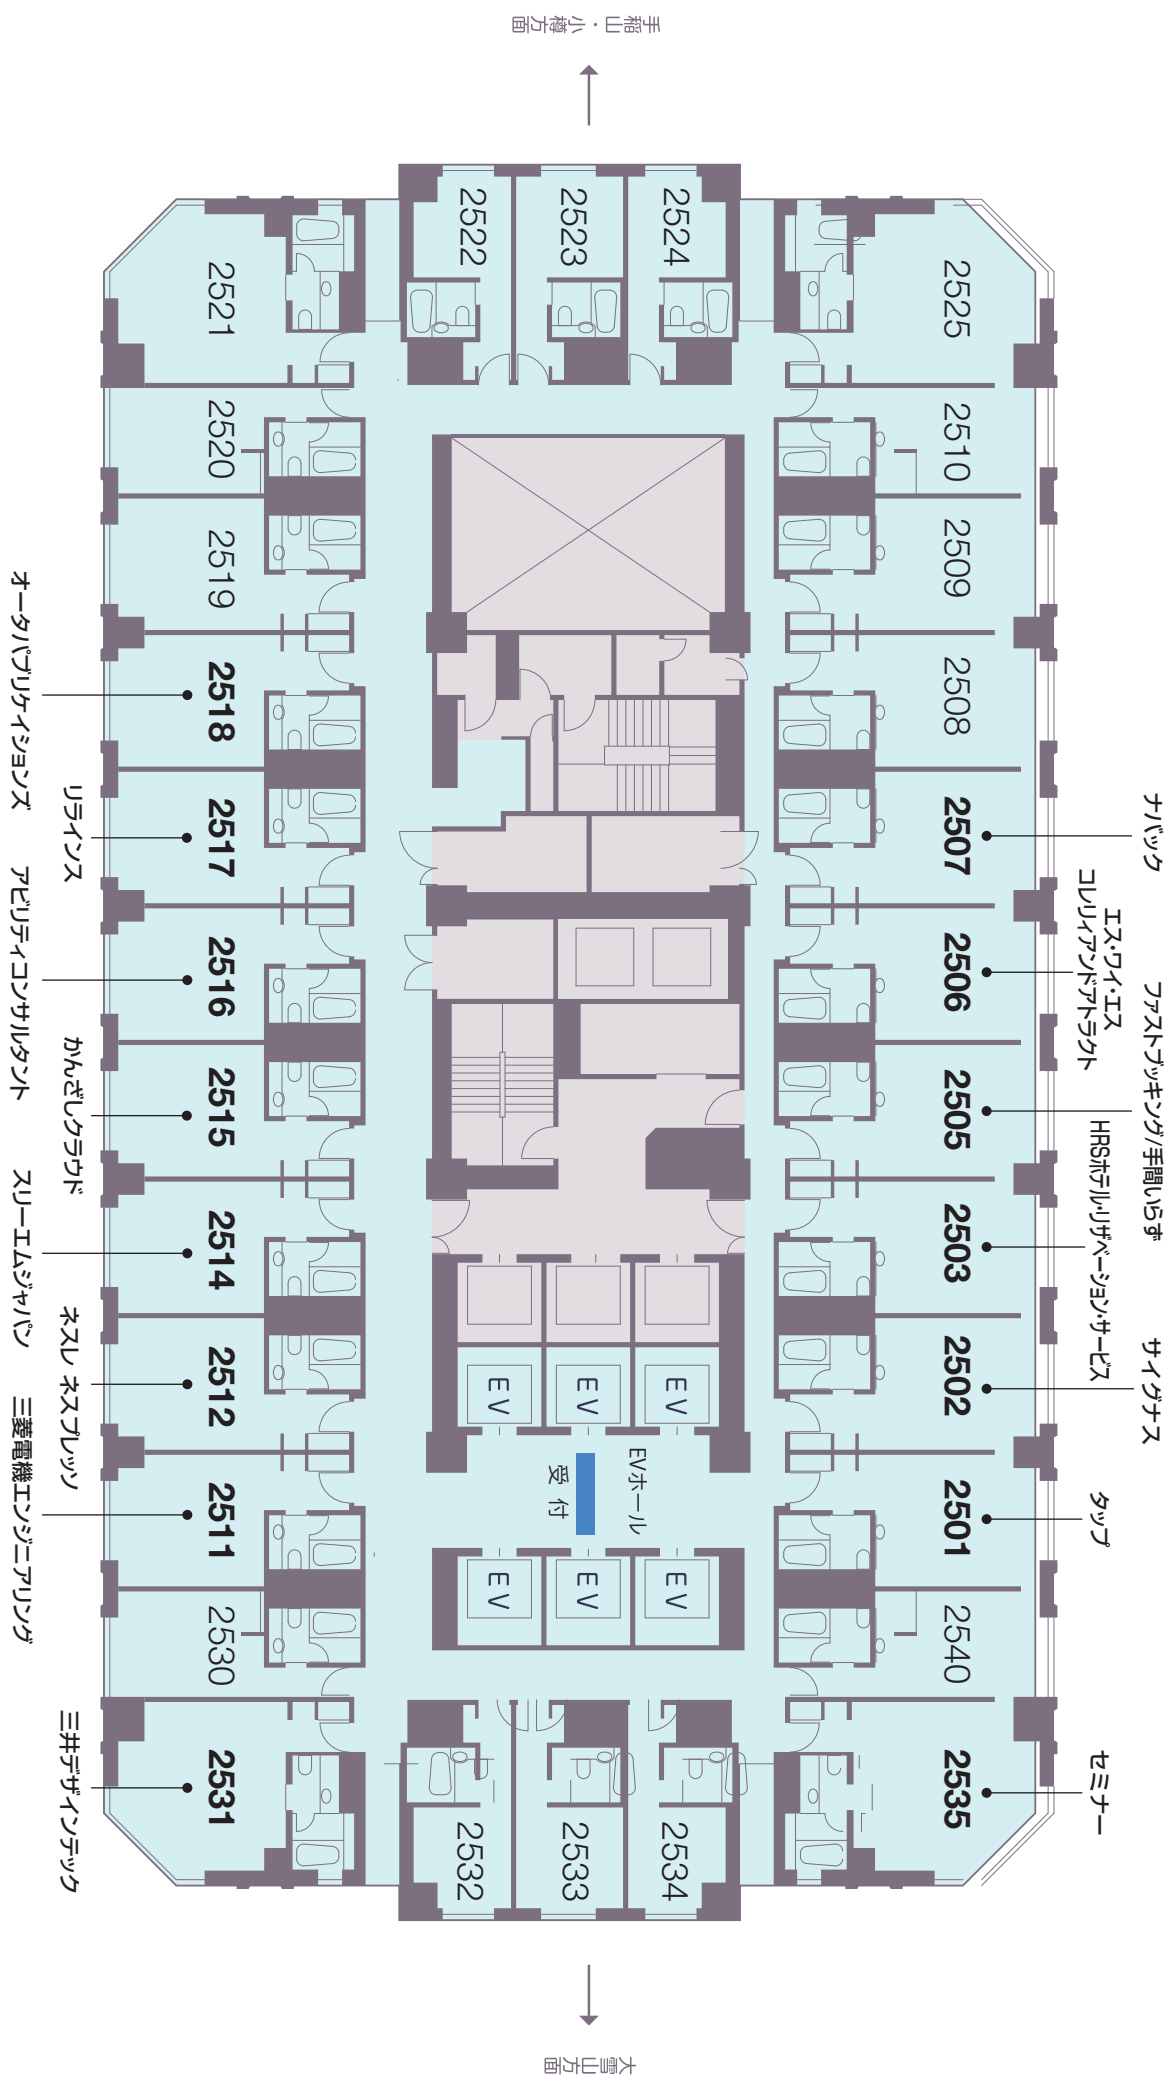 ナバック
ファストブッキング/手間いらず
サイグナス
エス・ワイ・エス
コレリィアンドアトラクト
HRSホテル・リザベーション・サービス
タップ
セミナー
2525
2510
2509
2508
2507
2506
2505
2503
2502
2501
2540
2535
手稲山・小樽方面
2524
2523
2522
EV
EV
EV
EVホール
受付
EV
EV
EV
2534
2533
2532
大雪山方面
2521
2520
2519
2518
2517
2516
2515
2514
2512
2511
2530
2531
リラインス
かんざしクラウド
ネスレ ネスプレッソ
三井デザインテック
オータパブリケイションズ
アビリティコンサルタント
スリーエムジャパン
三菱電機エンジニアリング